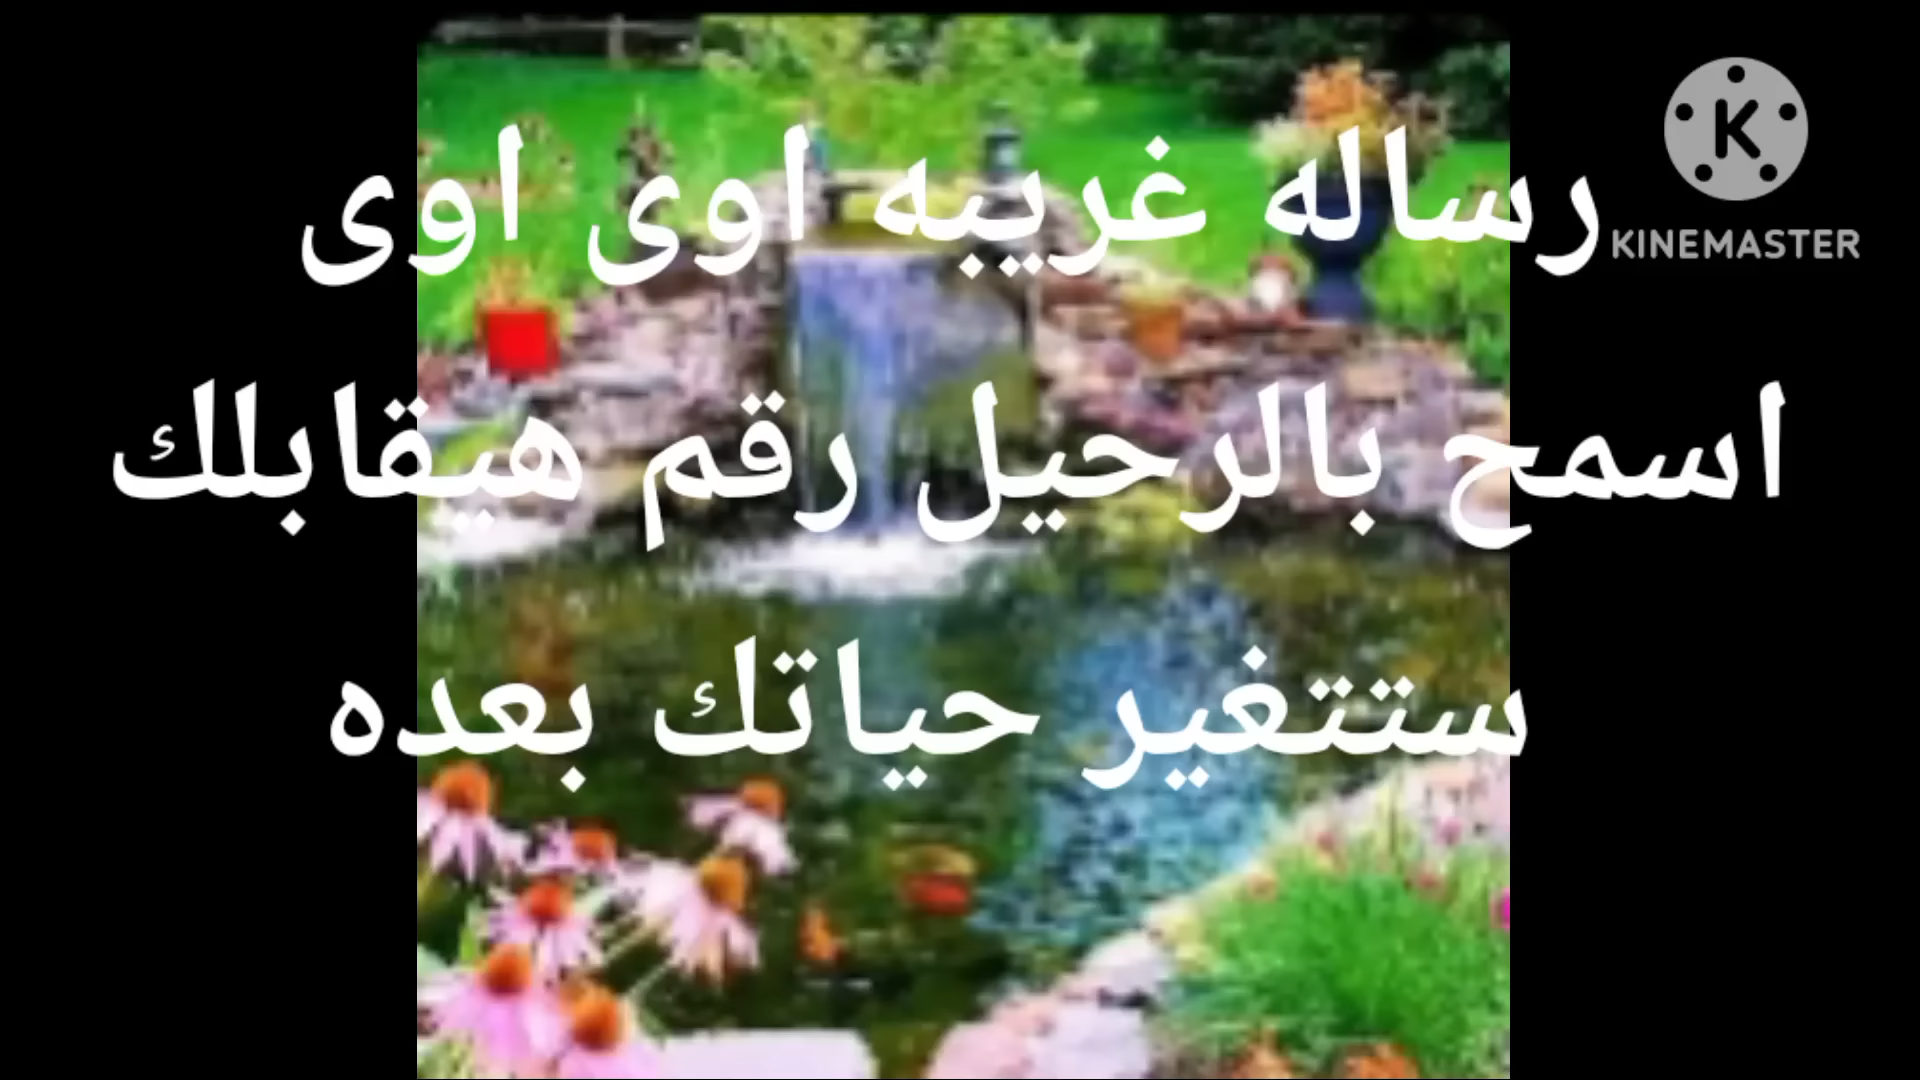 رساله غريبه اوى اوى
اسمح بالرحيل رقم هيقابلك
ستتغير حياتك بعده
K
KINEMASTER